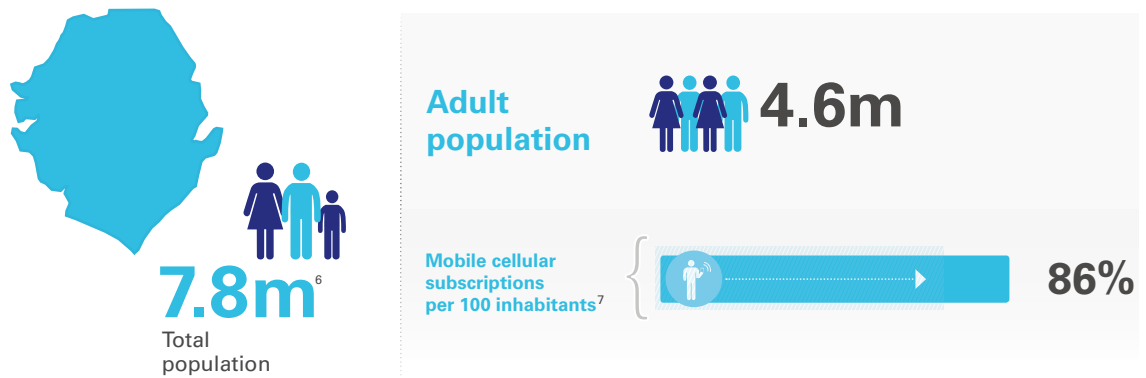 7.8m⁶
Total
population
Adult
population
4.6m
Mobile cellular
subscriptions
per 100 inhabitants⁷
86%